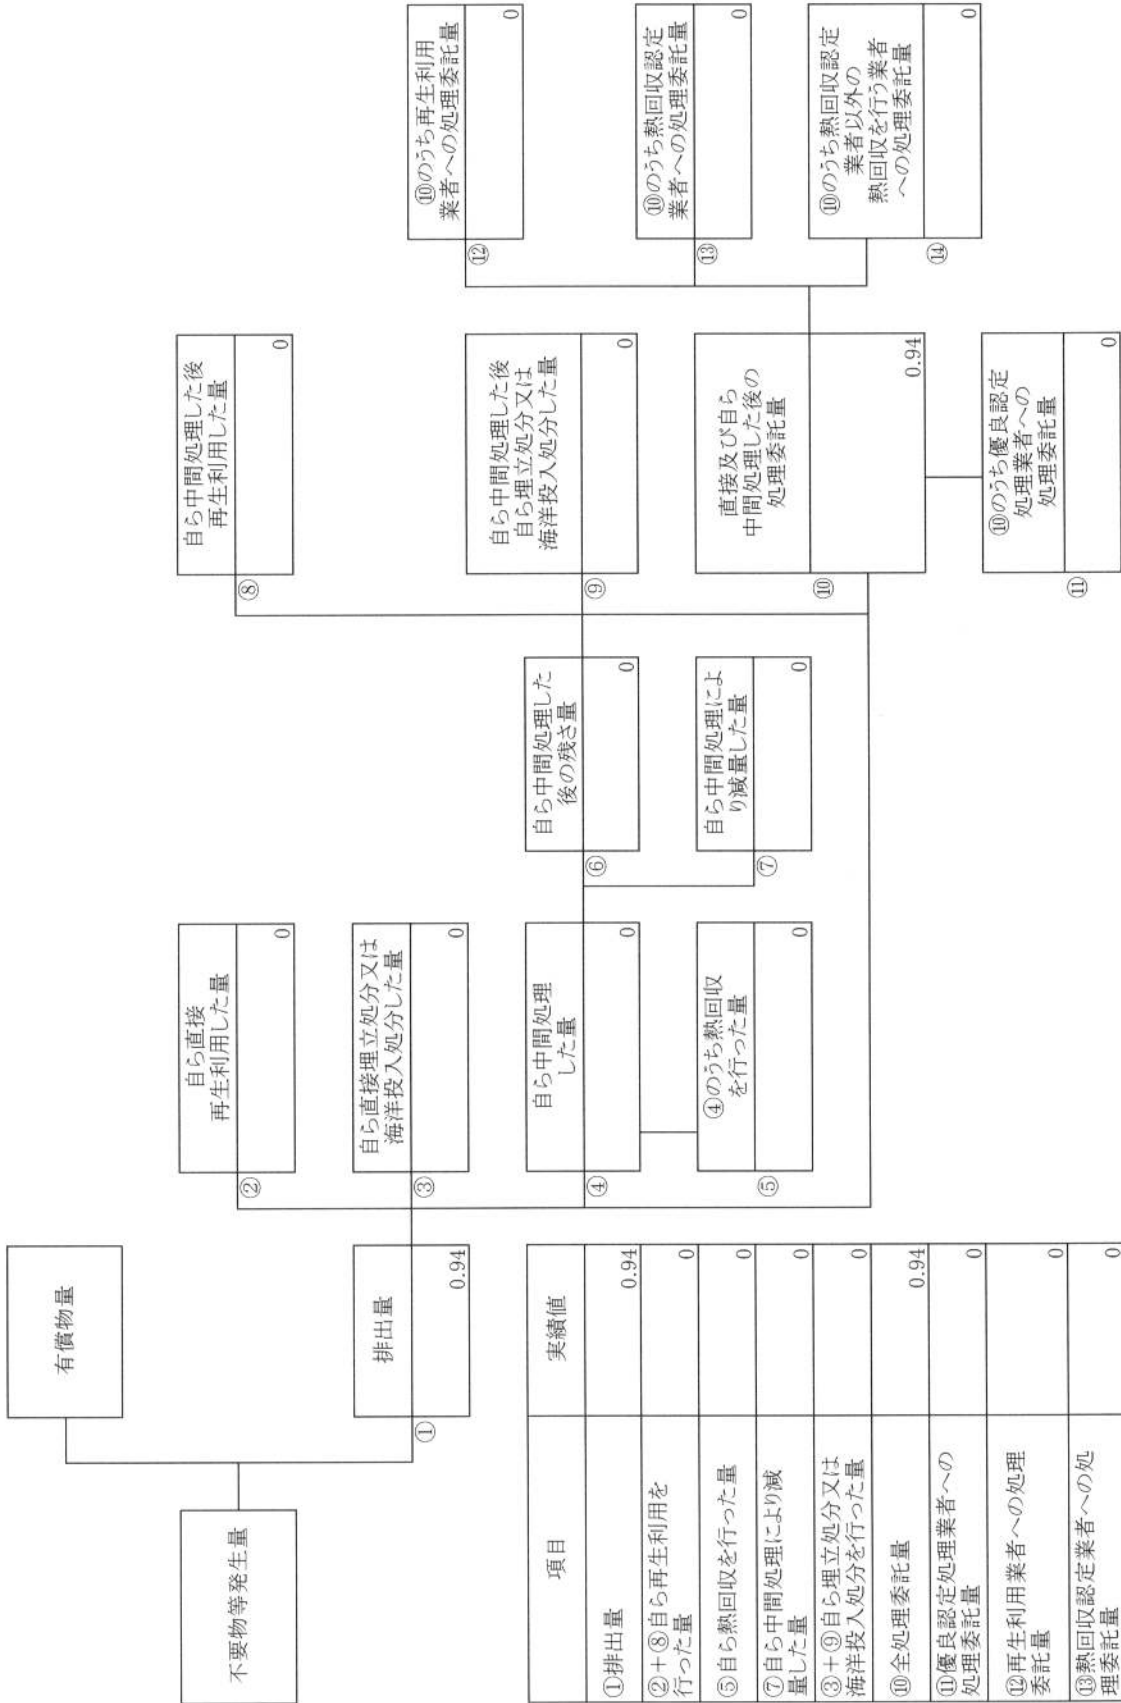 不要物等発生量
有償物量
①
排出量
0.94
②
自ら直接
再生利用した量
0
③
自ら直接埋立処分又は
海洋投入処分した量
0
④
自ら中間処理
した量
0
⑤
④のうち熱回収
を行った量
0
⑥
自ら中間処理した
後の残さ量
0
⑦
自ら中間処理によ
り減量した量
0
⑧
自ら中間処理した後
再生利用した量
0
⑨
自ら中間処理した後
自ら埋立処分又は
海洋投入処分した量
0
⑩
直接及び自ら
中間処理した後の
処理委託量
0.94
⑪
⑩のうち優良認定
処理業者への
処理委託量
0
⑫
⑩のうち再生利用
業者への処理委託量
0
⑬
⑩のうち熱回収認定
業者への処理委託量
0
⑭
⑩のうち熱回収認定
業者以外の
熱回収を行う業者
への処理委託量
0
項目 実績値
①排出量 0.94
②+⑧自ら再生利用を
行った量 0
⑤自ら熱回収を行った量 0
⑦自ら中間処理により減
量した量 0
③+⑨自ら埋立処分又は
海洋投入処分を行った量 0
⑩全処理委託量 0.94
⑪優良認定処理業者への
処理委託量 0
⑫再生利用業者への処理
委託量 0
⑬熱回収認定業者への処
理委託量 0